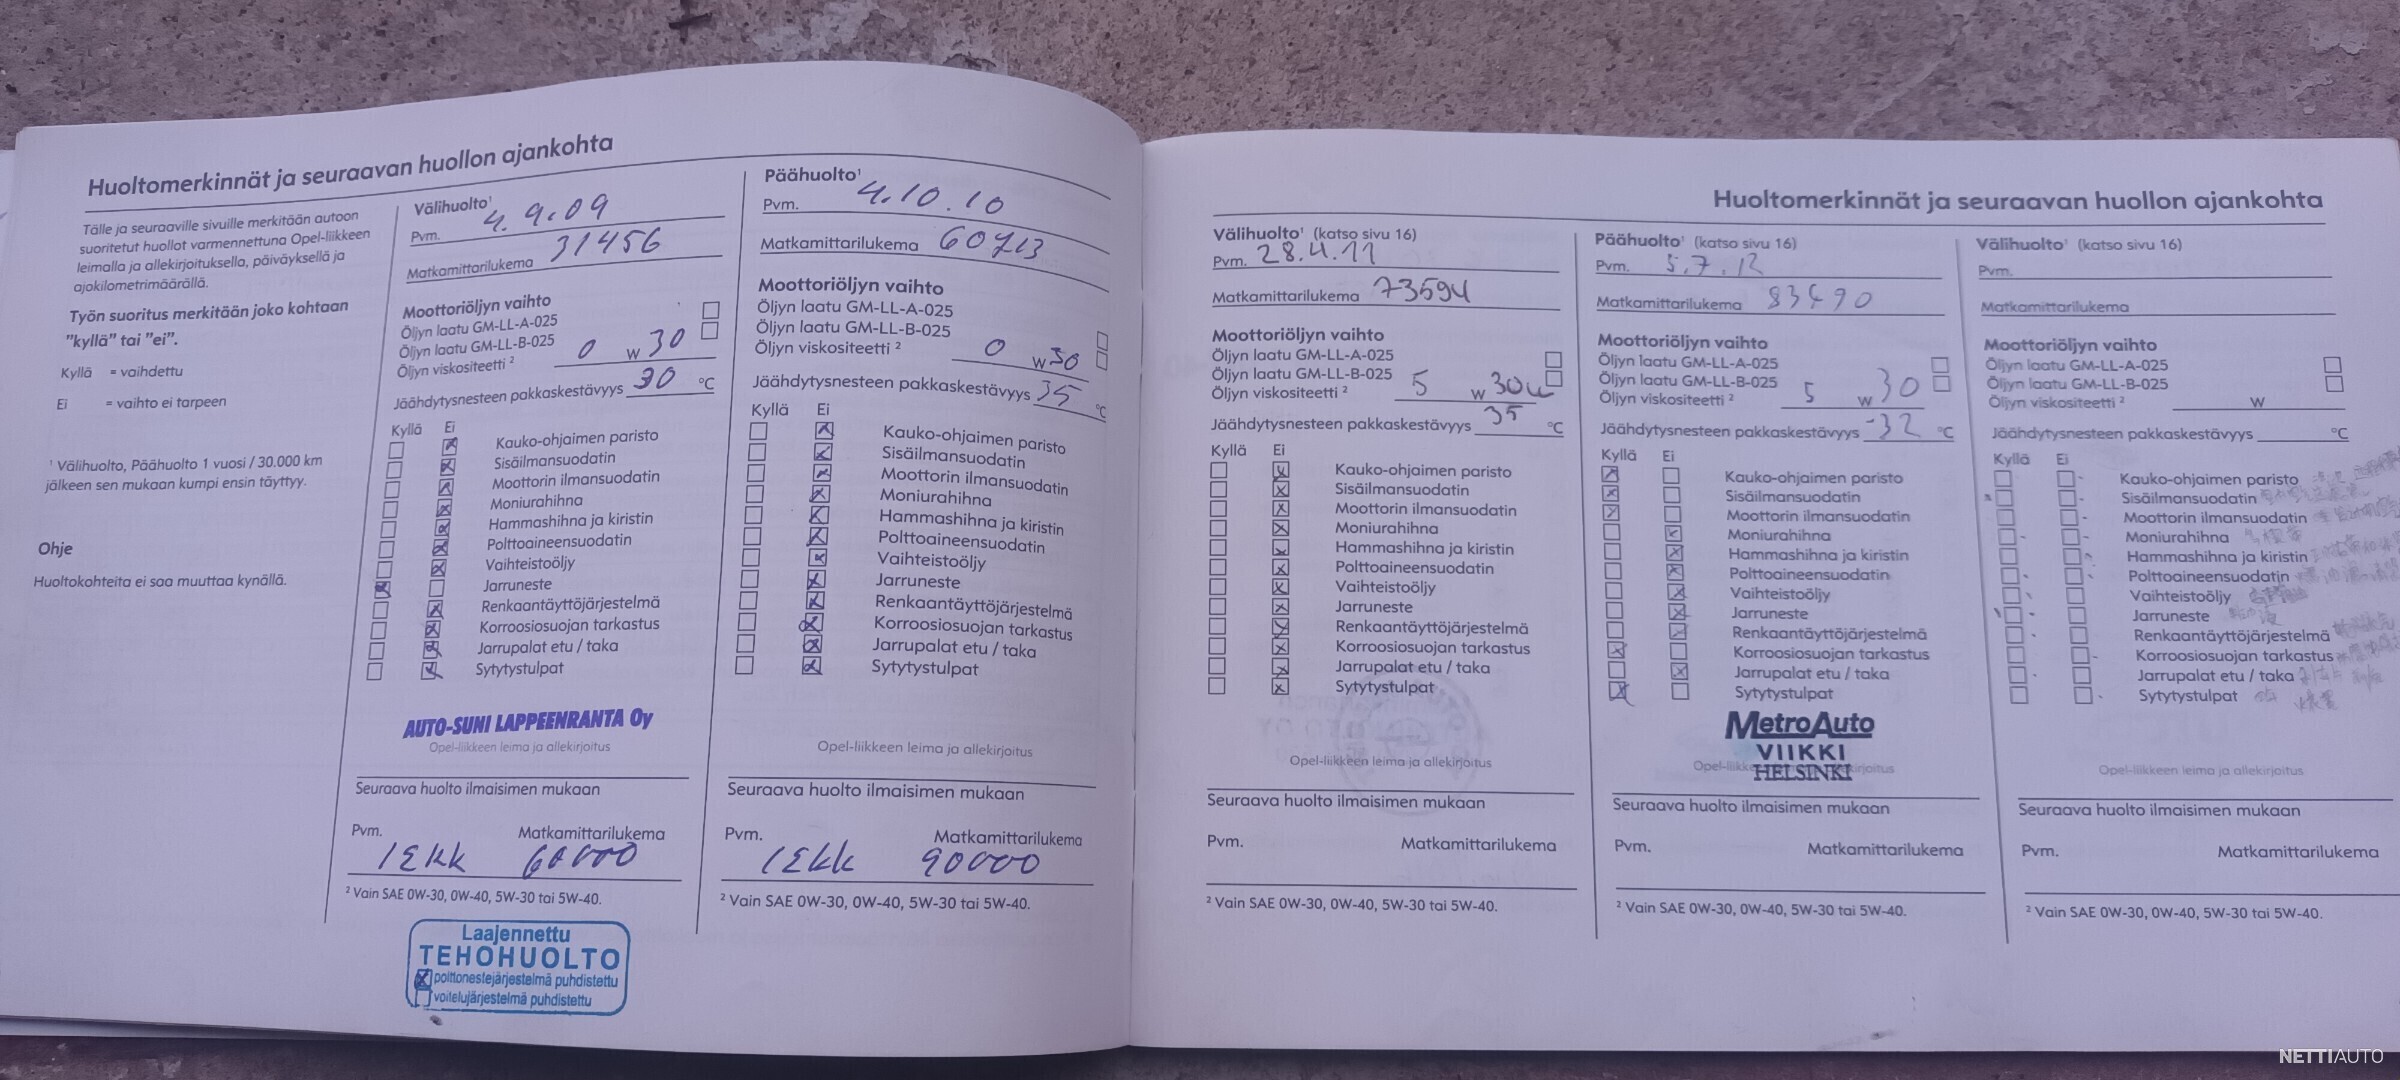 Huoltomerkinnät ja seuraavan huollon ajankohta
Tälle ja seuraaville sivuille merkitään autoon
suoritetut huollot varmennettuna Opel-liikkeen
leimalla ja allekirjoituksella, päiväyksellä ja
ajokilometrimäärällä.
Työn suoritus merkitään joko kohtaan
"kyllä" tai "ei".
Kyllä = vaihdettu
Ei = vaihto ei tarpeen
¹ Välihuolto, Päähuolto 1 vuosi / 30.000 km
jälkeen sen mukaan kumpi ensin täyttyy.
Ohje
Huoltokohteita ei saa muuttaa kynällä.
Välihuolto¹
Pvm. 4.9.09
Matkamittarilukema 31456
Moottoriöljyn vaihto
Öljyn laatu GM-LL-A-025
Öljyn laatu GM-LL-B-025
Öljyn viskositeetti ² 0 W 30
Jäähdytysnesteen pakkaskestävyys 30 °C
Kyllä Ei
Kauko-ohjaimen paristo
Sisäilmansuodatin
Moottorin ilmansuodatin
Moniurahihna
Hammashihna ja kiristin
Polttoaineensuodatin
Vaihteistoöljy
Jarruneste
Renkaantäyttöjärjestelmä
Korroosiosuojan tarkastus
Jarrupalat etu / taka
Sytytystulpat
AUTO-SUNI LAPPEENRANTA Oy
Opel-liikkeen leima ja allekirjoitus
Seuraava huolto ilmaisimen mukaan
Pvm. Matkamittarilukema
60000
² Vain SAE 0W-30, 0W-40, 5W-30 tai 5W-40.
Laajennettu
TEHOHUOLTO
polttonestejärjestelmä puhdistettu
voitelujärjestelmä puhdistettu
Päähuolto¹
Pvm. 4.10.10
Matkamittarilukema
Moottoriöljyn vaihto
Öljyn laatu GM-LL-A-025
Öljyn laatu GM-LL-B-025
Öljyn viskositeetti ² 0 W 30
Jäähdytysnesteen pakkaskestävyys 35 °C
Kyllä Ei
Kauko-ohjaimen paristo
Sisäilmansuodatin
Moottorin ilmansuodatin
Moniurahihna
Hammashihna ja kiristin
Polttoaineensuodatin
Vaihteistoöljy
Jarruneste
Renkaantäyttöjärjestelmä
Korroosiosuojan tarkastus
Jarrupalat etu / taka
Sytytystulpat
Opel-liikkeen leima ja allekirjoitus
Seuraava huolto ilmaisimen mukaan
Pvm. Matkamittarilukema
90000
² Vain SAE 0W-30, 0W-40, 5W-30 tai 5W-40.
Huoltomerkinnät ja seuraavan huollon ajankohta
Välihuolto¹ (katso sivu 16)
Pvm. 28.4.11
Matkamittarilukema 73594
Moottoriöljyn vaihto
Öljyn laatu GM-LL-A-025
Öljyn laatu GM-LL-B-025
Öljyn viskositeetti ² 5 W 30
Jäähdytysnesteen pakkaskestävyys 35 °C
Kyllä Ei
Kauko-ohjaimen paristo
Sisäilmansuodatin
Moottorin ilmansuodatin
Moniurahihna
Hammashihna ja kiristin
Polttoaineensuodatin
Vaihteistoöljy
Jarruneste
Renkaantäyttöjärjestelmä
Korroosiosuojan tarkastus
Jarrupalat etu / taka
Sytytystulpat
Opel-liikkeen leima ja allekirjoitus
Seuraava huolto ilmaisimen mukaan
Pvm. Matkamittarilukema
² Vain SAE 0W-30, 0W-40, 5W-30 tai 5W-40.
Päähuolto¹ (katso sivu 16)
Pvm. 5.7.12
Matkamittarilukema 83490
Moottoriöljyn vaihto
Öljyn laatu GM-LL-A-025
Öljyn laatu GM-LL-B-025
Öljyn viskositeetti ² 5 W 30
Jäähdytysnesteen pakkaskestävyys -32 °C
Kyllä Ei
Kauko-ohjaimen paristo
Sisäilmansuodatin
Moottorin ilmansuodatin
Moniurahihna
Hammashihna ja kiristin
Polttoaineensuodatin
Vaihteistoöljy
Jarruneste
Renkaantäyttöjärjestelmä
Korroosiosuojan tarkastus
Jarrupalat etu / taka
Sytytystulpat
MetroAuto
VIIKKI
HELSINKI
Seuraava huolto ilmaisimen mukaan
Pvm. Matkamittarilukema
² Vain SAE 0W-30, 0W-40, 5W-30 tai 5W-40.
Välihuolto¹ (katso sivu 16)
Pvm.
Matkamittarilukema
Moottoriöljyn vaihto
Öljyn laatu GM-LL-A-025
Öljyn laatu GM-LL-B-025
Öljyn viskositeetti ² W
Jäähdytysnesteen pakkaskestävyys °C
Kyllä Ei
Kauko-ohjaimen paristo
Sisäilmansuodatin
Moottorin ilmansuodatin
Moniurahihna
Hammashihna ja kiristin
Polttoaineensuodatin
Vaihteistoöljy
Jarruneste
Renkaantäyttöjärjestelmä
Korroosiosuojan tarkastus
Jarrupalat etu / taka
Sytytystulpat
Opel-liikkeen leima ja allekirjoitus
Seuraava huolto ilmaisimen mukaan
Pvm. Matkamittarilukema
² Vain SAE 0W-30, 0W-40, 5W-30 tai 5W-40.
NETTIAUTO